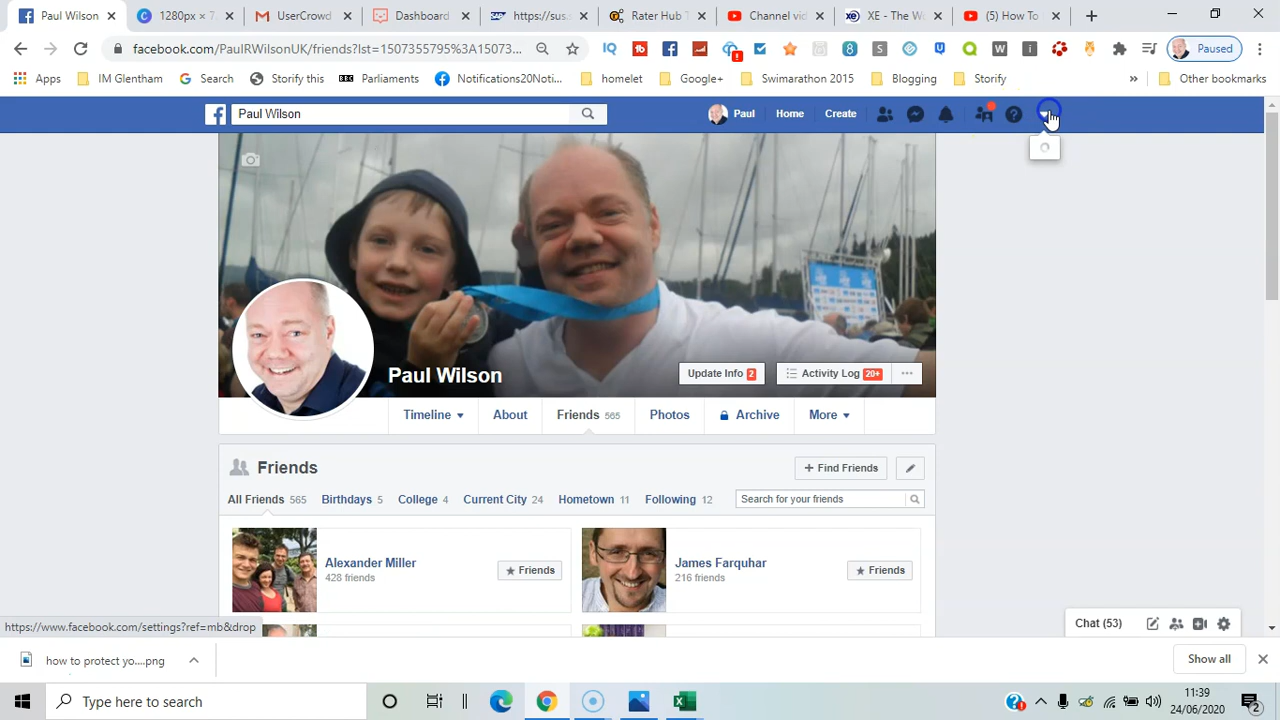 Paul Wilson
1280px × 7
UserCrowd
Dashboard
https://sus.s
Rater Hub T
Channel vid
XE - The W
(5) How To
facebook.com/PaulRWilsonUK/friends?lst=1507355795%3A15073...
Paused
Apps
IM Glentham
Search
Storify this
Parliaments
Notifications20Noti...
homelet
Google+
Swimarathon 2015
Blogging
Storify
»
Other bookmarks
Paul Wilson
Paul
Home
Create
Paul Wilson
Update Info 2
Activity Log 20+
...
Timeline
About
Friends 565
Photos
Archive
More
Friends
+ Find Friends
All Friends 565
Birthdays 5
College 4
Current City 24
Hometown 11
Following 12
Search for your friends
Alexander Miller
428 friends
Friends
James Farquhar
216 friends
Friends
https://www.facebook.com/settings?ref=mb&drop
Chat (53)
how to protect yo....png
Show all
Type here to search
11:39
24/06/2020
2